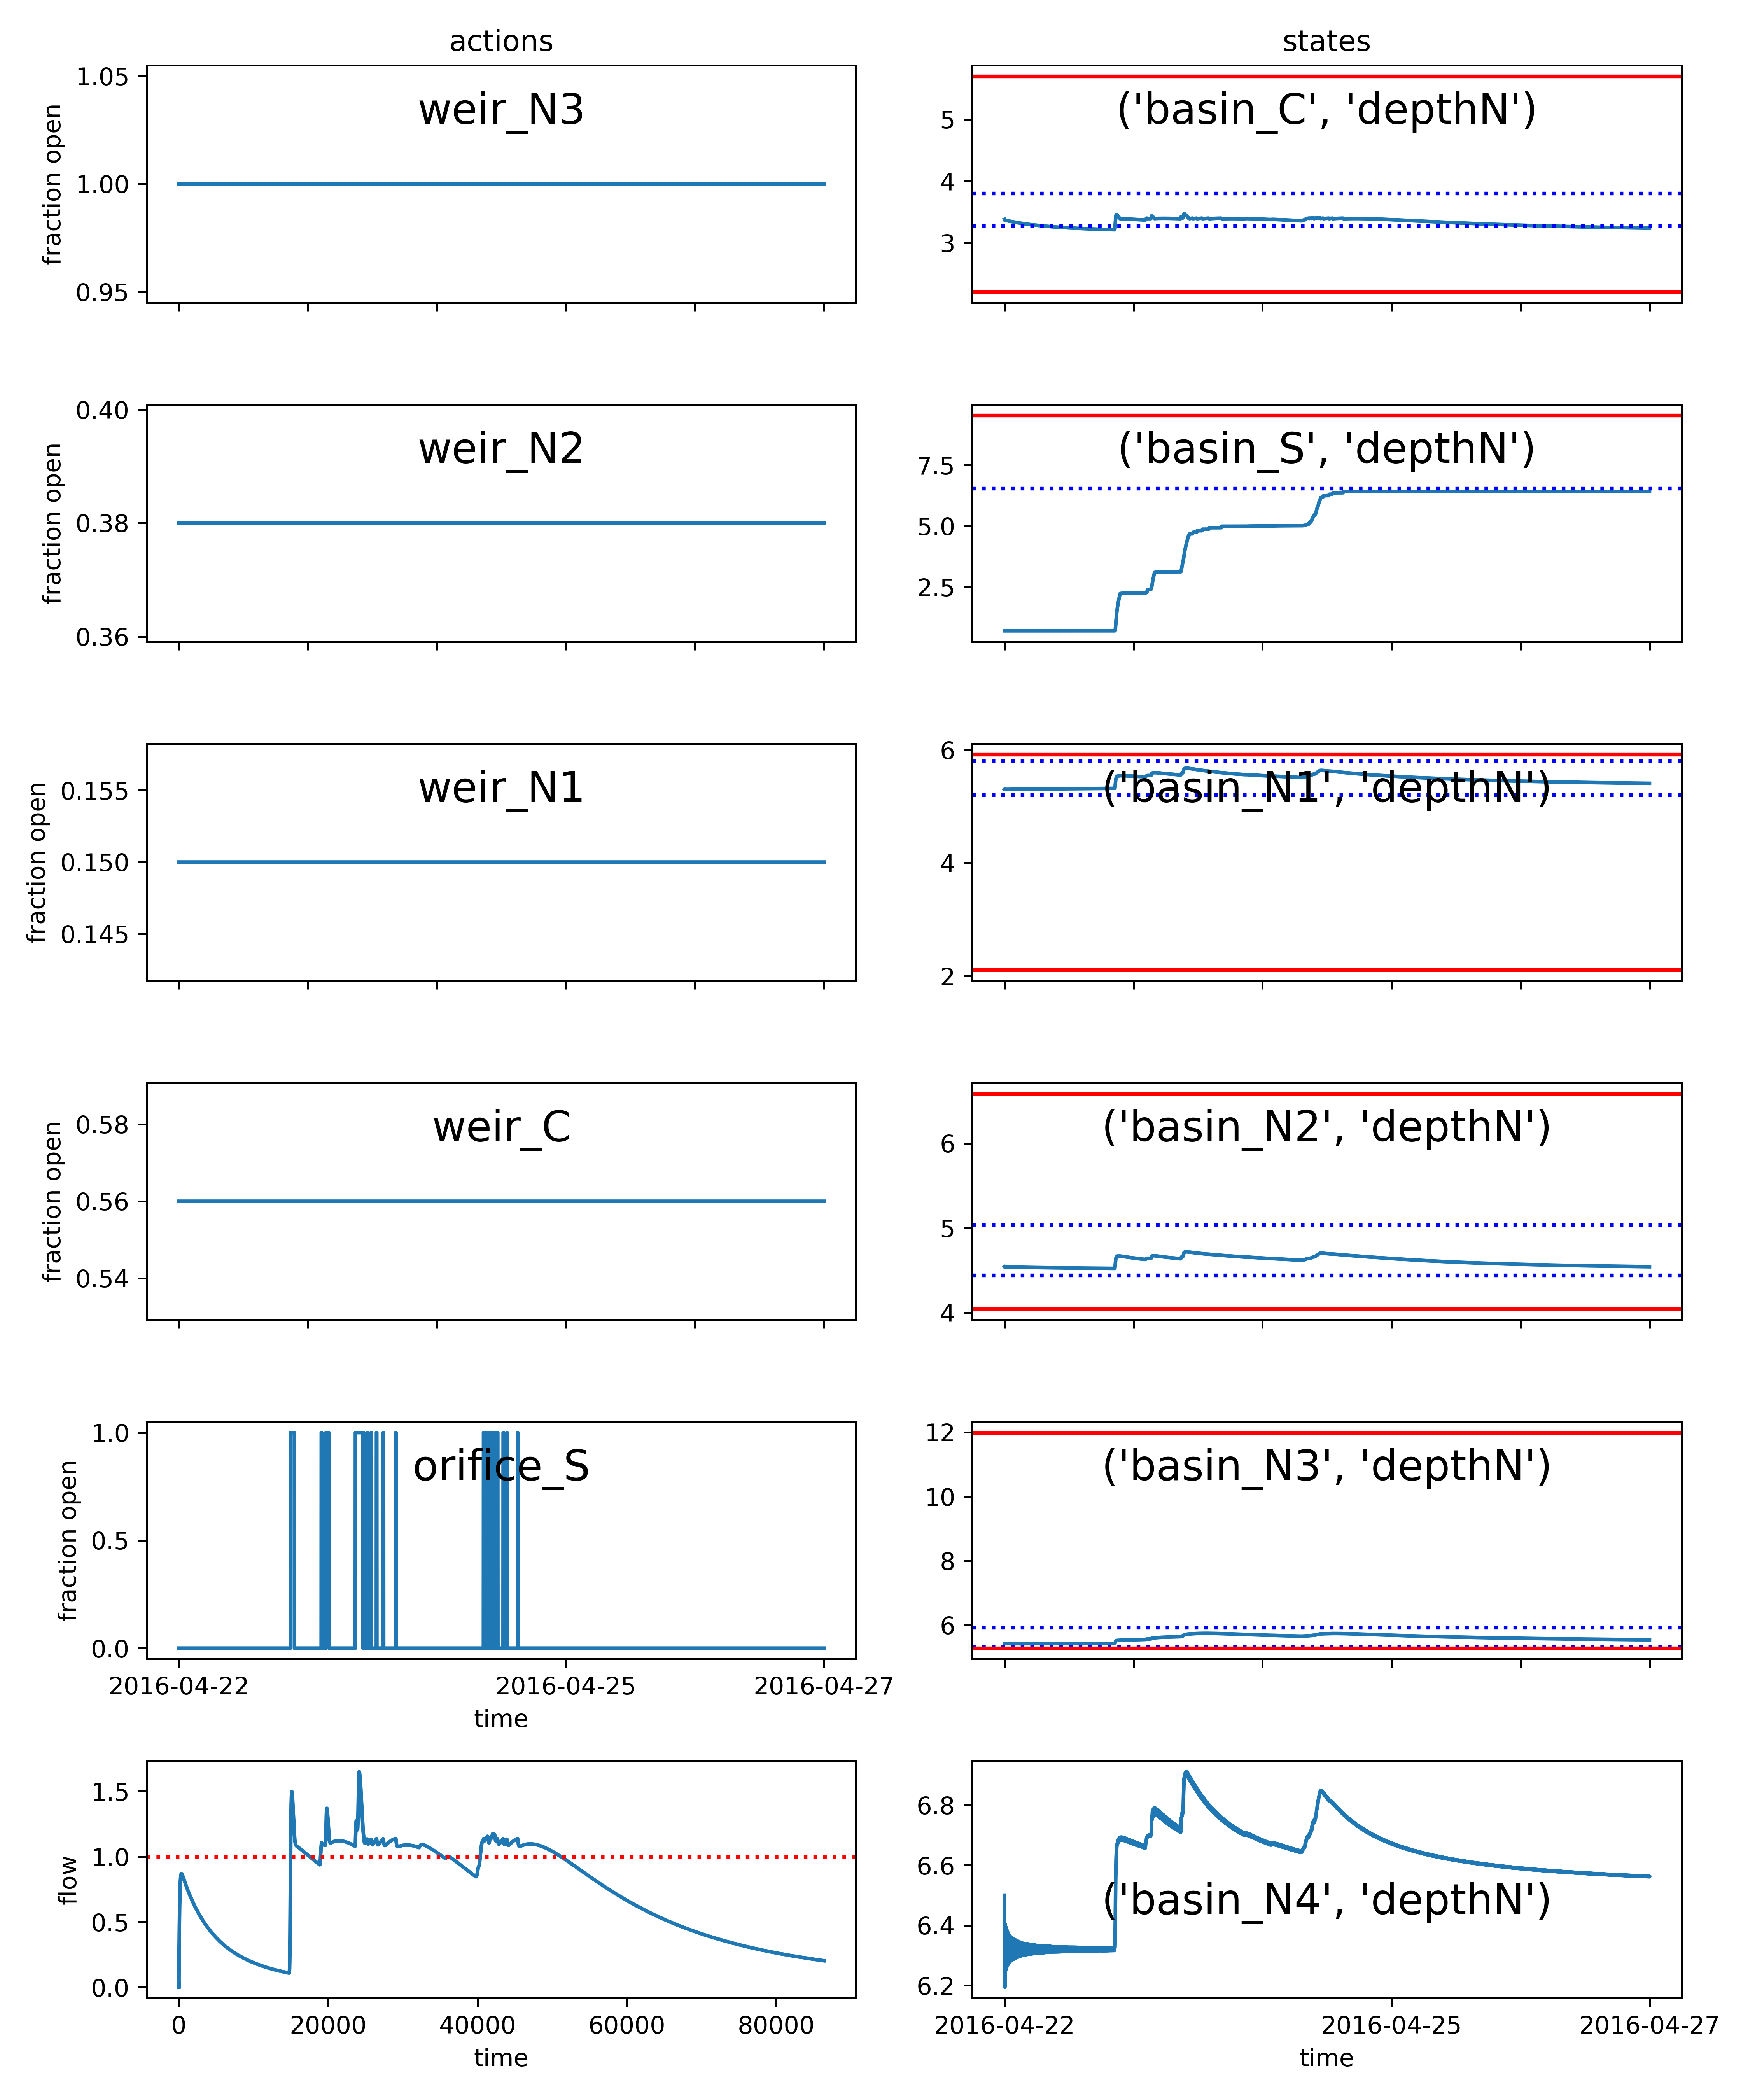 actions
states
1.05
1.00
0.95
fraction open
weir_N3
5
4
3
('basin_C', 'depthN')
0.40
0.38
0.36
fraction open
weir_N2
7.5
5.0
2.5
('basin_S', 'depthN')
0.155
0.150
0.145
fraction open
weir_N1
6
4
2
('basin_N1', 'depthN')
0.58
0.56
0.54
fraction open
weir_C
6
5
4
('basin_N2', 'depthN')
1.0
0.5
0.0
fraction open
orifice_S
2016-04-22 2016-04-25 2016-04-27
time
12
10
8
6
('basin_N3', 'depthN')
1.5
1.0
0.5
0.0
flow
0 20000 40000 60000 80000
time
6.8
6.6
6.4
6.2
('basin_N4', 'depthN')
2016-04-22 2016-04-25 2016-04-27
time